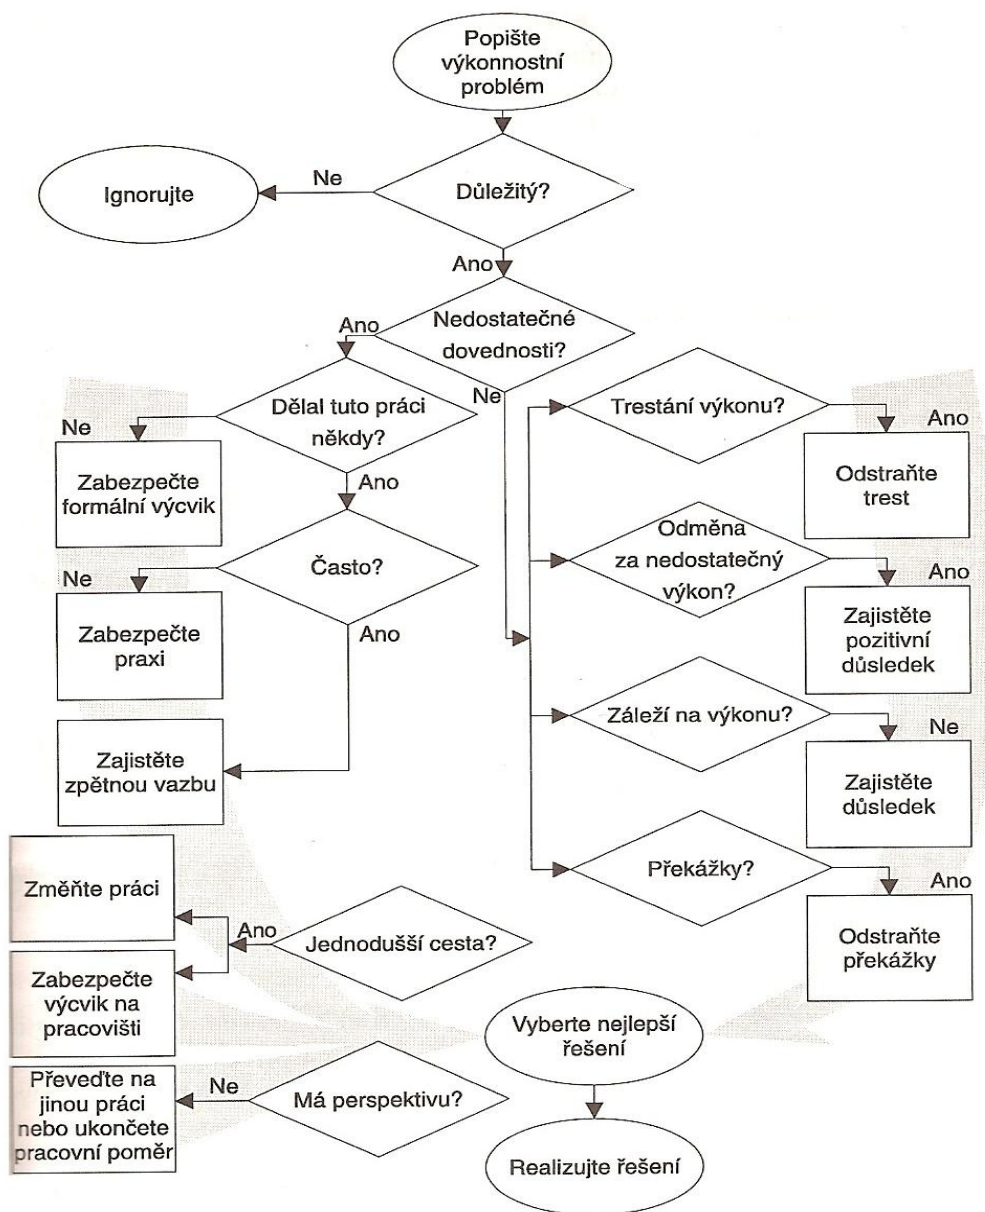 Popište
výkonnostní
problém
Ignorujte
Ne
Důležitý?
Ano
Nedostatečné
dovednosti?
Ano
Ne
Dělal tuto práci
někdy?
Ne
Zabezpečte
formální výcvik
Ano
Často?
Ne
Zabezpečte
praxi
Ano
Zajistěte
zpětnou vazbu
Trestání výkonu?
Ano
Odstraňte
trest
Odměna
za nedostatečný
výkon?
Ano
Zajistěte
pozitivní
důsledek
Záleží na výkonu?
Ne
Zajistěte
důsledek
Překážky?
Ano
Odstraňte
překážky
Změňte práci
Ano
Jednodušší cesta?
Zabezpečte
výcvik na
pracovišti
Převeďte na
jinou práci
nebo ukončete
pracovní poměr
Ne
Má perspektivu?
Vyberte nejlepší
řešení
Realizujte řešení